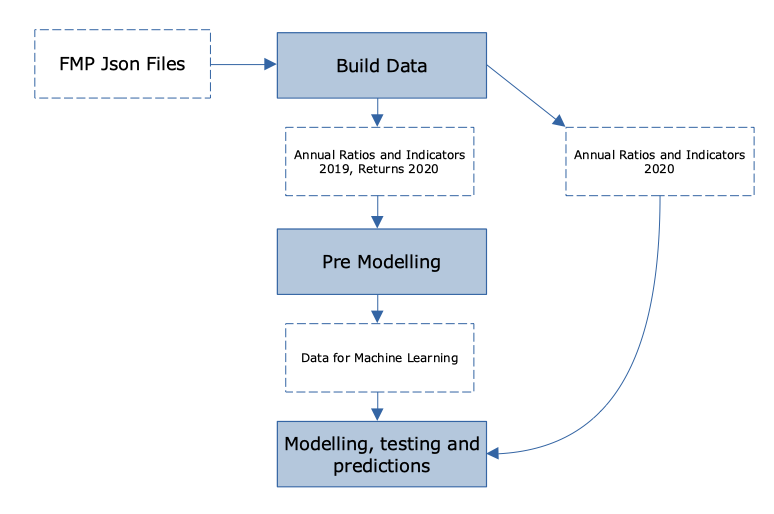 FMP Json Files
Build Data
Annual Ratios and Indicators
2019, Returns 2020
Annual Ratios and Indicators
2020
Pre Modelling
Data for Machine Learning
Modelling, testing and
predictions